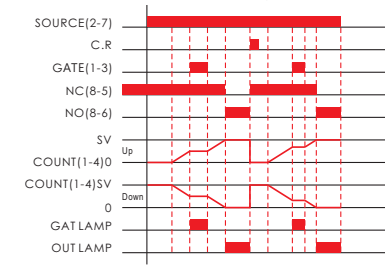 SOURCE(2-7)
C.R
GATE(1-3)
NC(8-5)
NO(8-6)
SV
Up
COUNT(1-4)0
COUNT(1-4)SV
Down
0
GAT LAMP
OUT LAMP